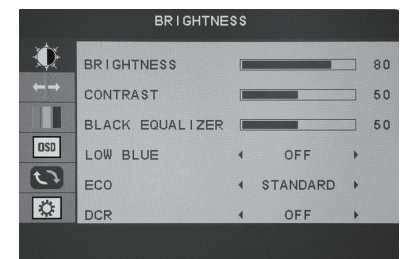 BRIGHTNESS
BRIGHTNESS 80
CONTRAST 50
BLACK EQUALIZER 50
LOW BLUE OFF
OSD
ECO STANDARD
DCR OFF